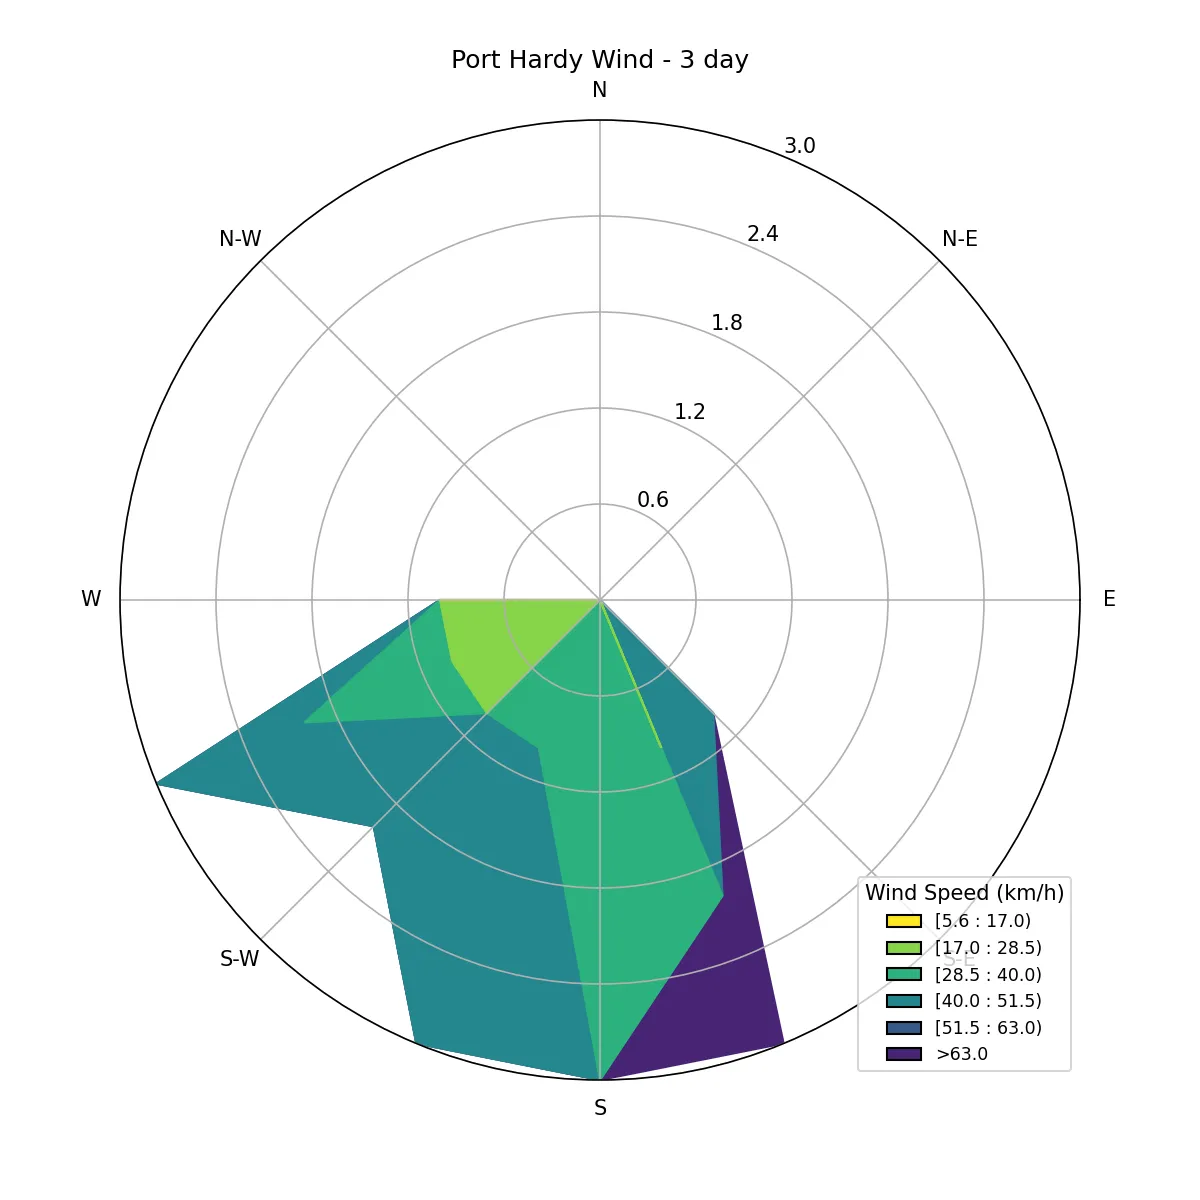 Port Hardy Wind - 3 day
N
3.0
N-W
N-E
2.4
1.8
1.2
0.6
W
E
Wind Speed (km/h)
[5.6 : 17.0)
[17.0 : 28.5)
S-W
S-E
[28.5 : 40.0)
[40.0 : 51.5)
[51.5 : 63.0)
>63.0
S